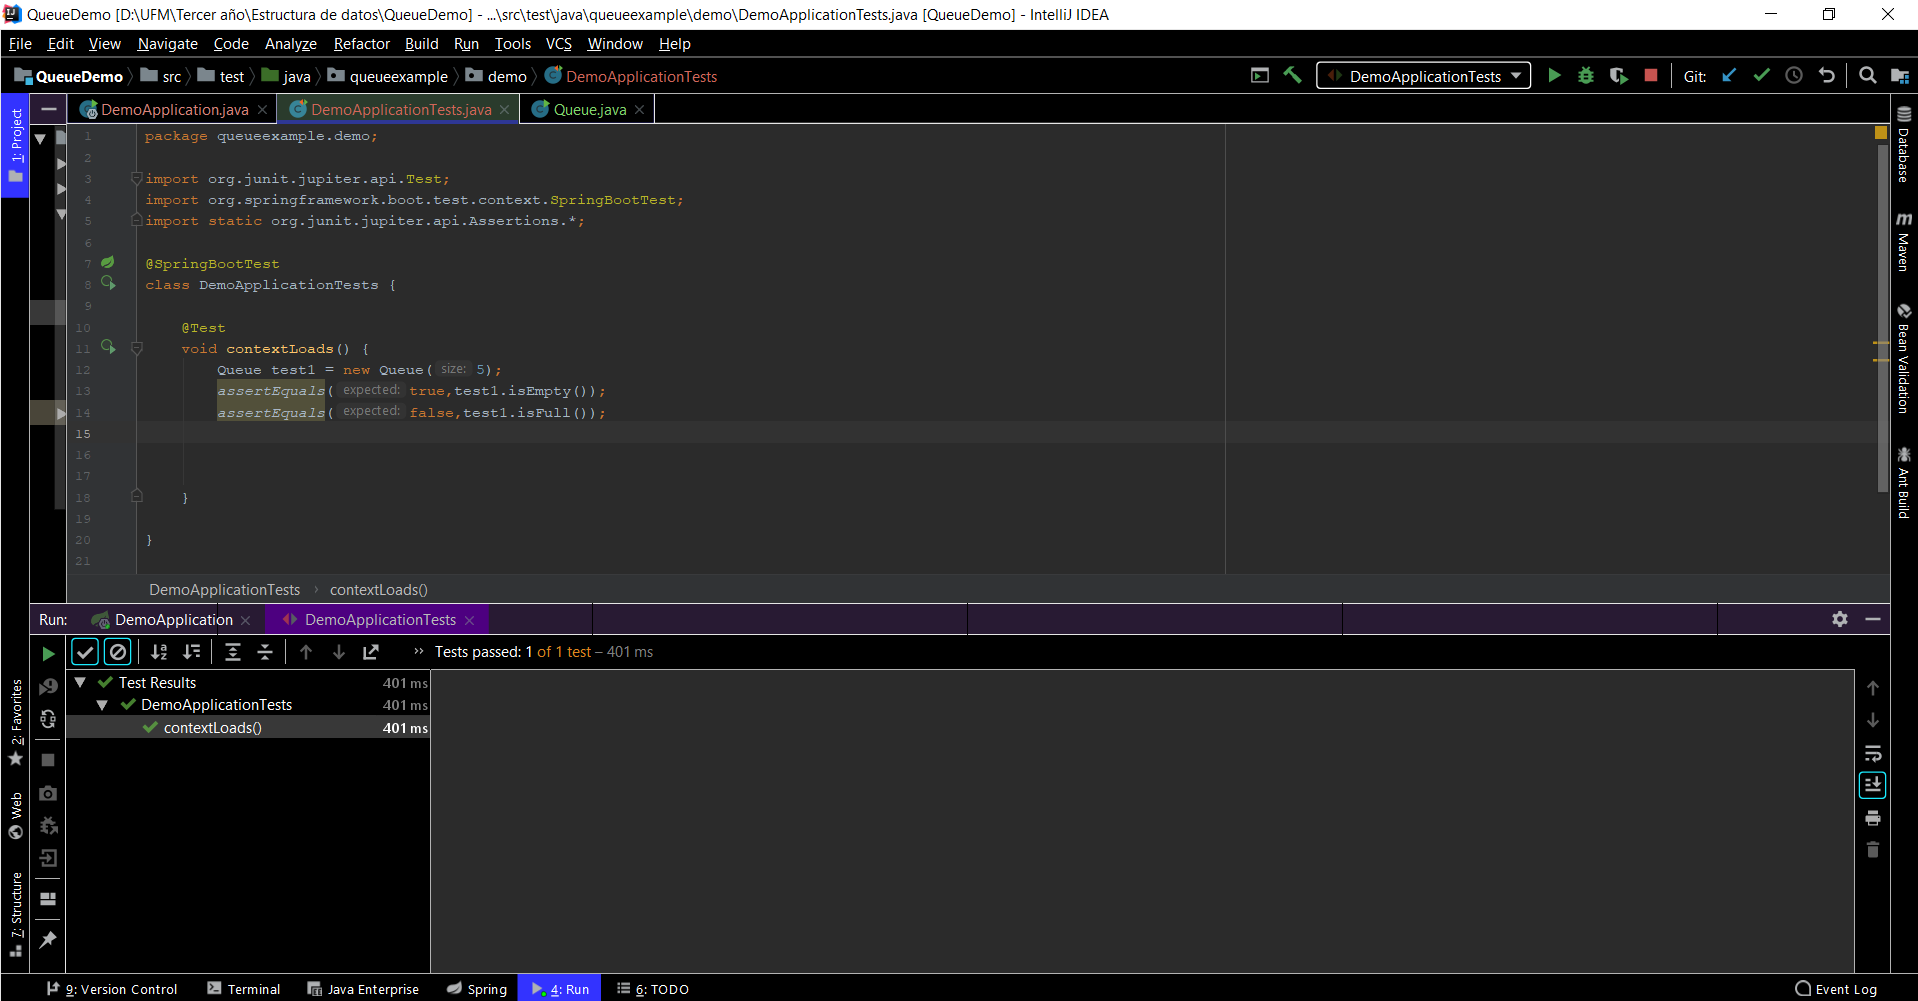 QueueDemo [D:\UFM\Tercer año\Estructura de datos\QueueDemo] - ...\src\test\java\queueexample\demo\DemoApplicationTests.java [QueueDemo] - IntelliJ IDEA
File Edit View Navigate Code Analyze Refactor Build Run Tools VCS Window Help
QueueDemo src test java queueexample demo DemoApplicationTests DemoApplicationTests Git:
DemoApplication.java DemoApplicationTests.java Queue.java
1: Project
1 package queueexample.demo;
2
3 import org.junit.jupiter.api.Test;
4 import org.springframework.boot.test.context.SpringBootTest;
5 import static org.junit.jupiter.api.Assertions.*;
6
7 @SpringBootTest
8 class DemoApplicationTests {
9
10 @Test
11 void contextLoads() {
12 Queue test1 = new Queue( size: 5);
13 assertEquals( expected: true,test1.isEmpty());
14 assertEquals( expected: false,test1.isFull());
15
16
17
18 }
19
20 }
21
Database
Maven
Bean Validation
Ant Build
DemoApplicationTests › contextLoads()
Run: DemoApplication DemoApplicationTests
» Tests passed: 1 of 1 test – 401 ms
Test Results 401 ms
DemoApplicationTests 401 ms
contextLoads() 401 ms
2: Favorites
Web
7: Structure
9: Version Control Terminal Java Enterprise Spring 4: Run 6: TODO Event Log